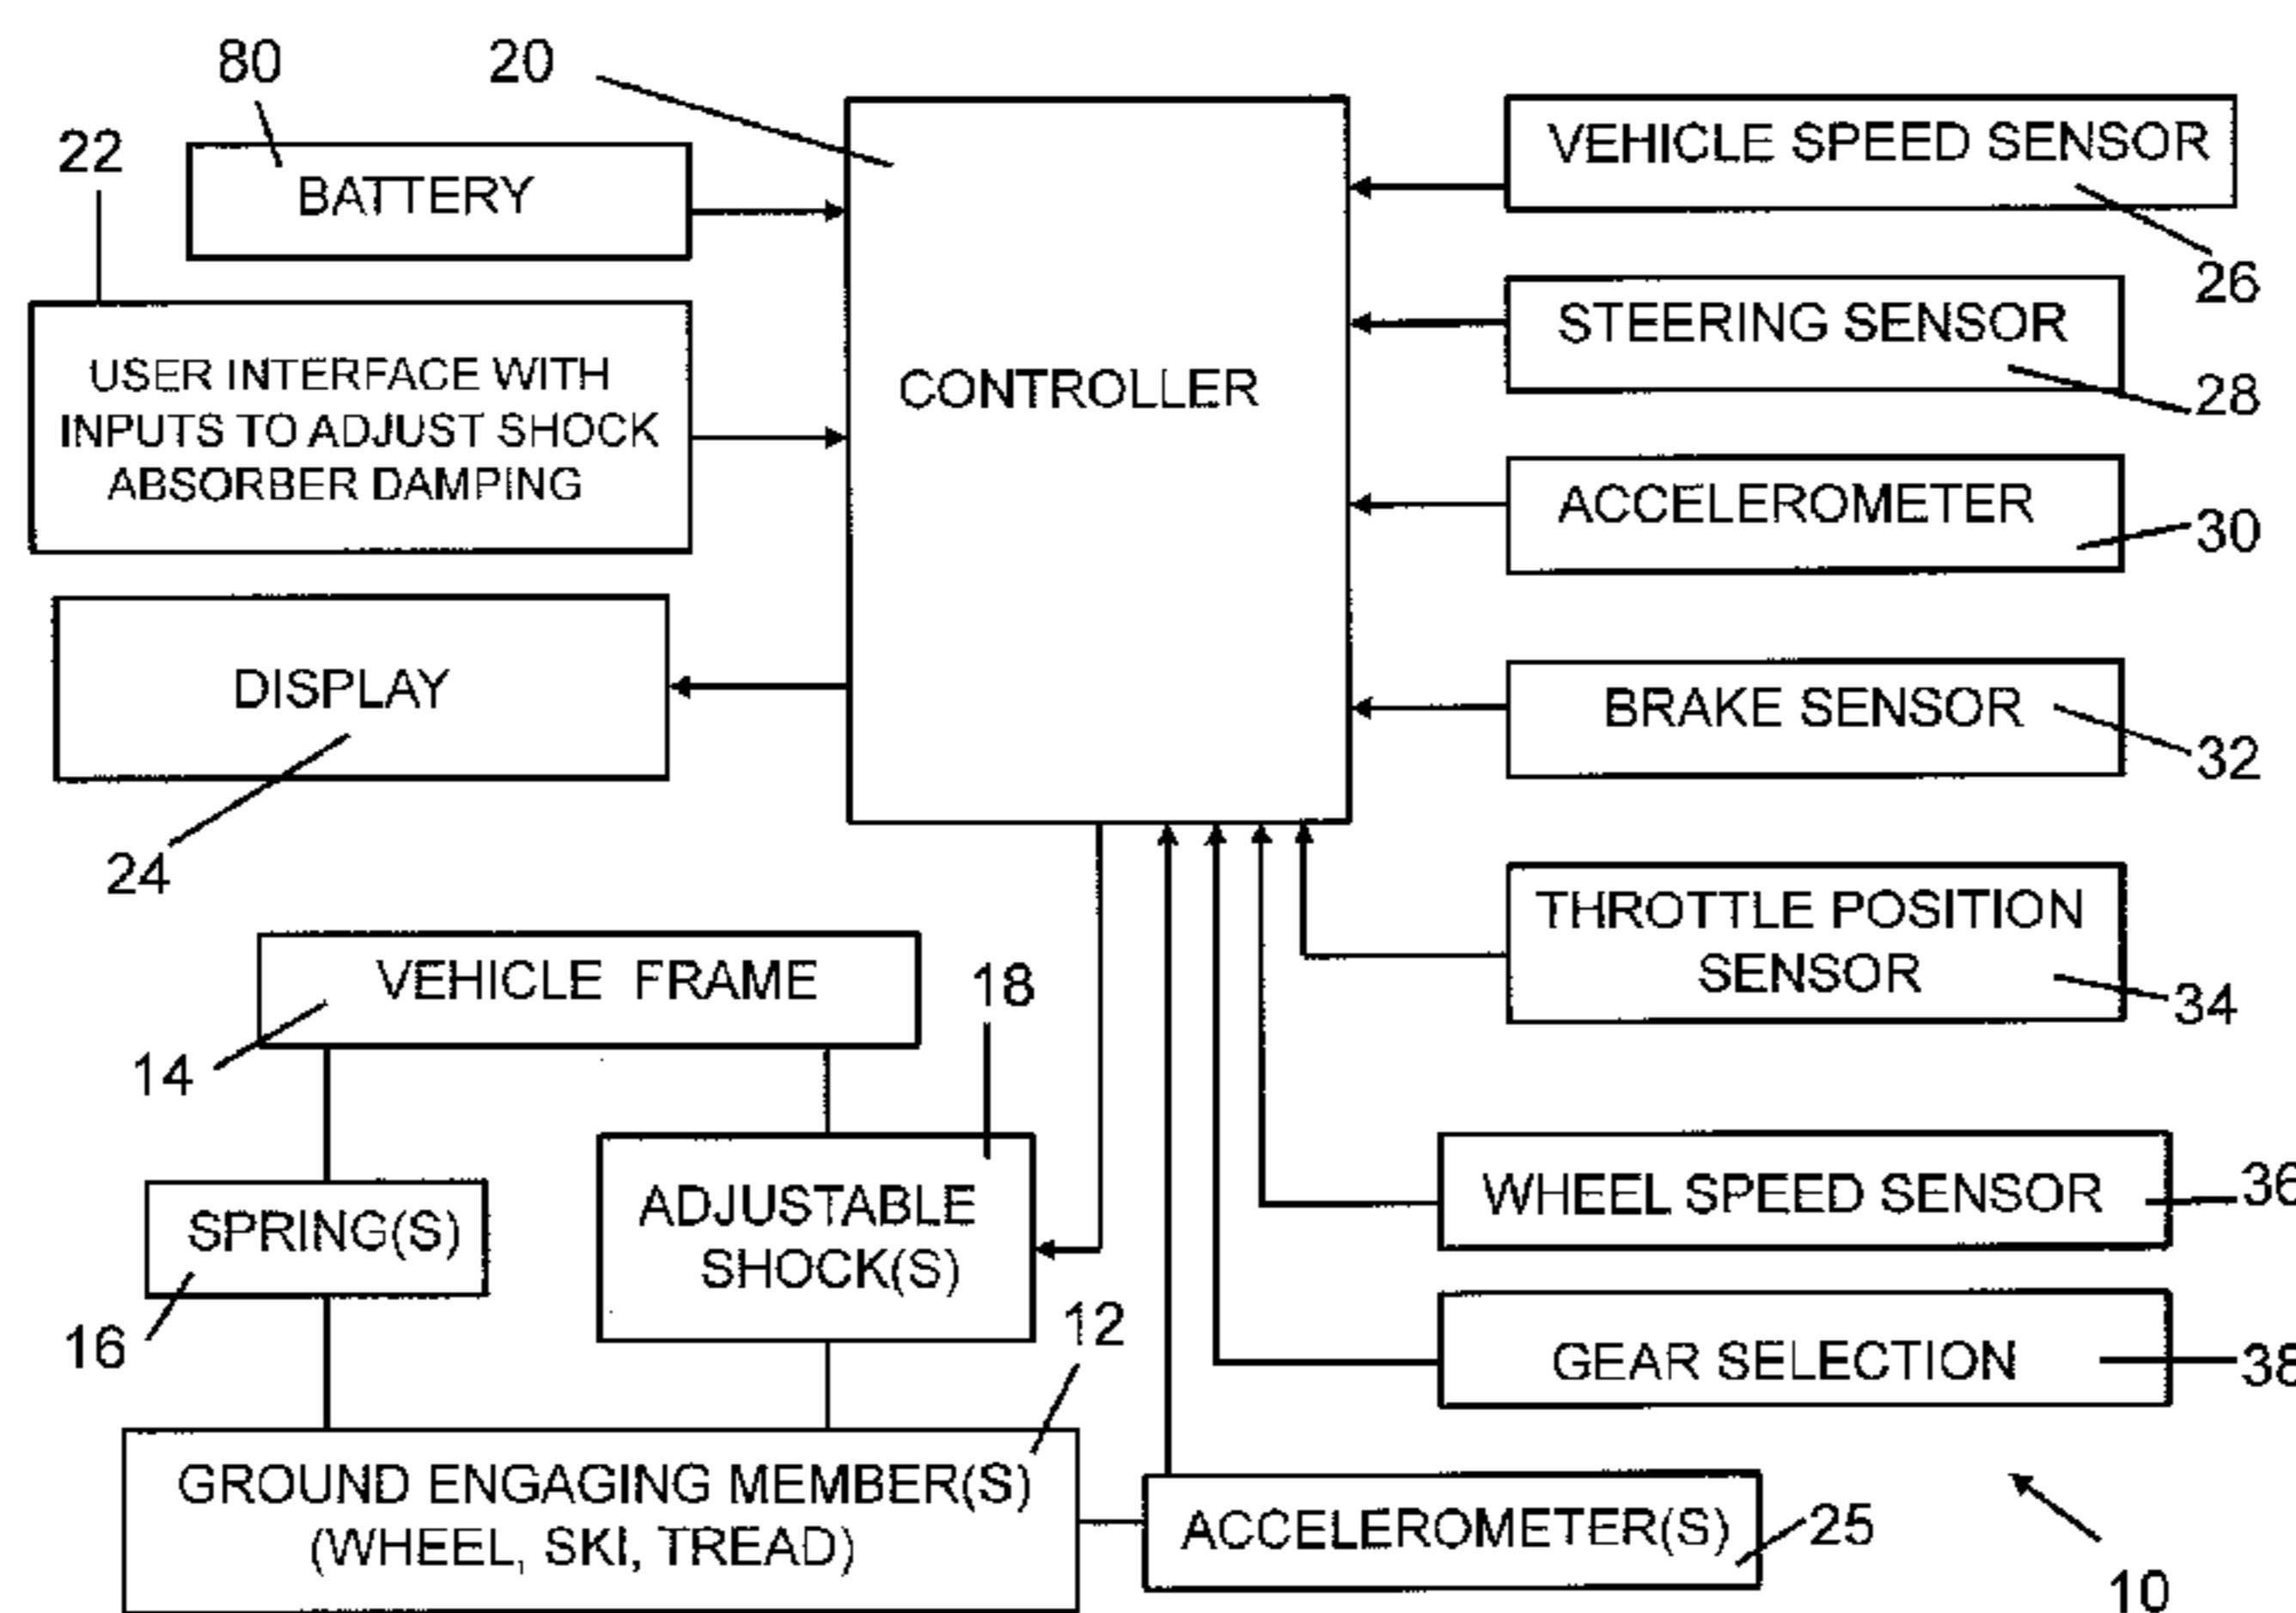 80
20
22
BATTERY
VEHICLE SPEED SENSOR
26
USER INTERFACE WITH
INPUTS TO ADJUST SHOCK
ABSORBER DAMPING
CONTROLLER
STEERING SENSOR
28
ACCELEROMETER
30
DISPLAY
24
BRAKE SENSOR
32
THROTTLE POSITION
SENSOR
34
VEHICLE FRAME
14
18
SPRING(S)
16
ADJUSTABLE
SHOCK(S)
12
WHEEL SPEED SENSOR
36
GEAR SELECTION
38
GROUND ENGAGING MEMBER(S)
(WHEEL, SKI, TREAD)
ACCELEROMETER(S)
25
10